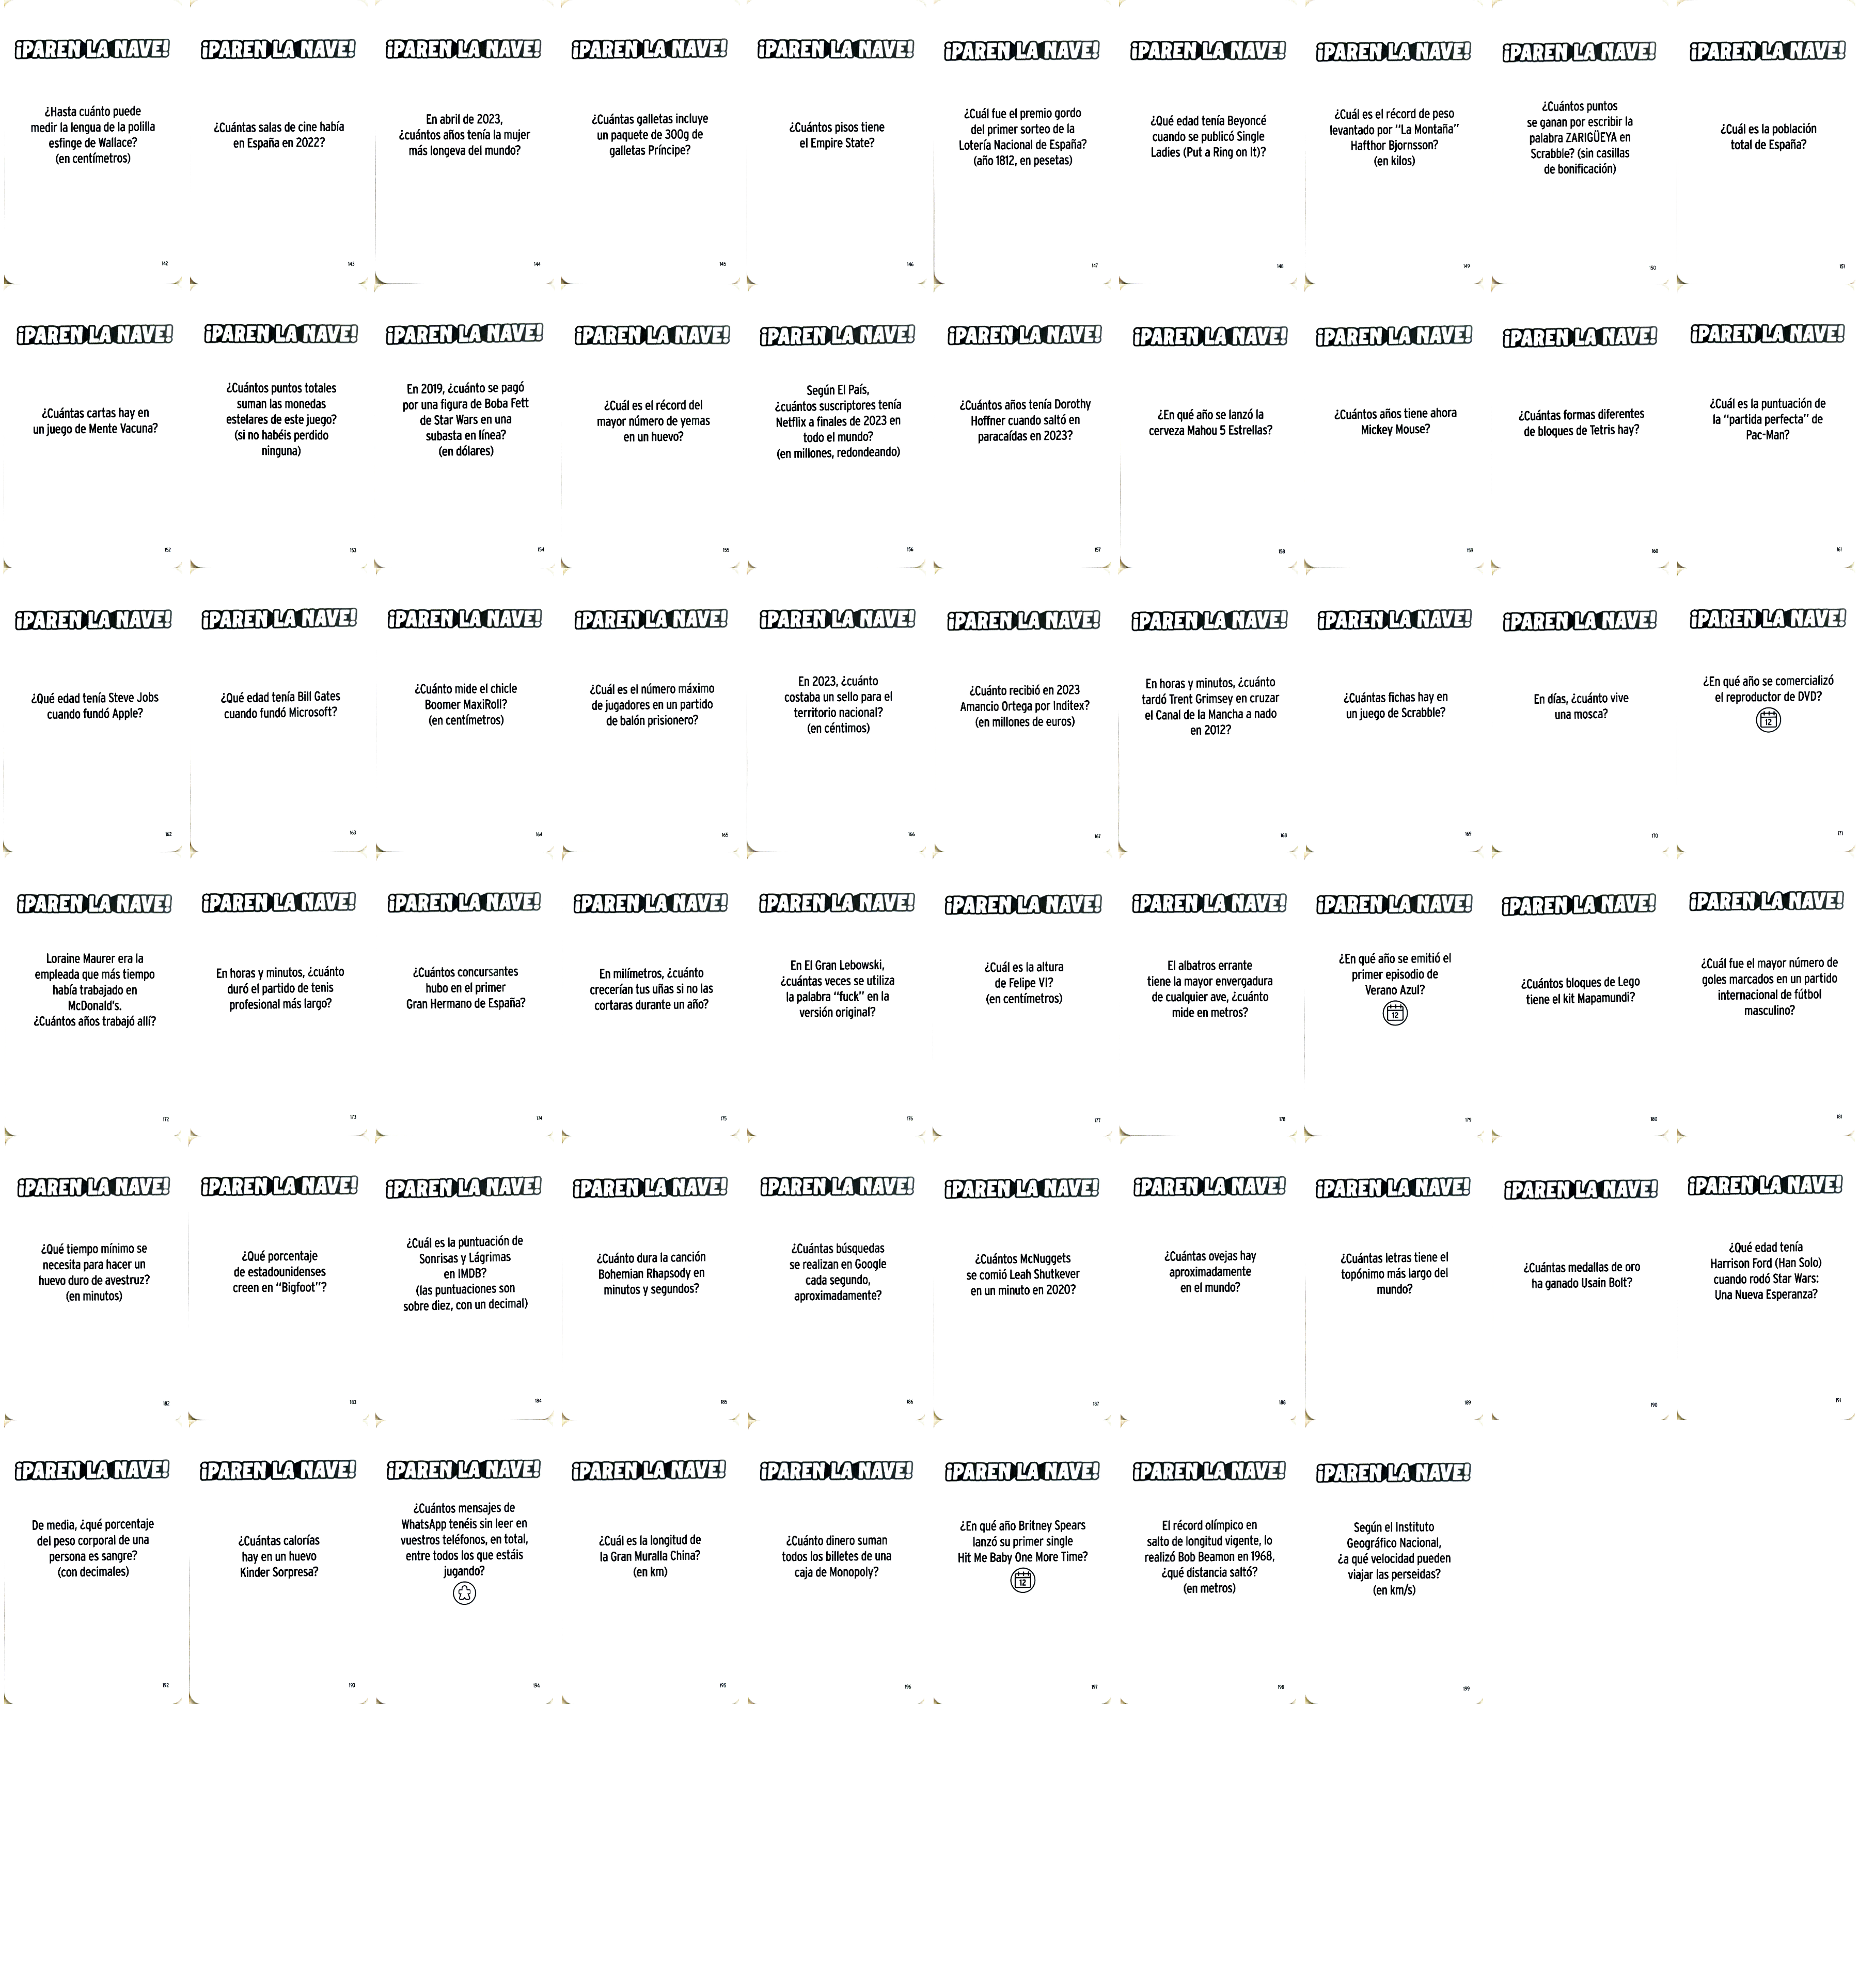 ¡PAREN LA NAVE!
¿Hasta cuánto puede
medir la lengua de la polilla
esfinge de Wallace?
(en centímetros)
142
¡PAREN LA NAVE!
¿Cuántas salas de cine había
en España en 2022?
143
¡PAREN LA NAVE!
En abril de 2023,
¿cuántos años tenía la mujer
más longeva del mundo?
144
¡PAREN LA NAVE!
¿Cuántas galletas incluye
un paquete de 300g de
galletas Príncipe?
145
¡PAREN LA NAVE!
¿Cuántos pisos tiene
el Empire State?
146
¡PAREN LA NAVE!
¿Cuál fue el premio gordo
del primer sorteo de la
Lotería Nacional de España?
(año 1812, en pesetas)
147
¡PAREN LA NAVE!
¿Qué edad tenía Beyoncé
cuando se publicó Single
Ladies (Put a Ring on It)?
148
¡PAREN LA NAVE!
¿Cuál es el récord de peso
levantado por "La Montaña"
Hafthor Bjornsson?
(en kilos)
149
¡PAREN LA NAVE!
¿Cuántos puntos
se ganan por escribir la
palabra ZARIGÜEYA en
Scrabble? (sin casillas
de bonificación)
150
¡PAREN LA NAVE!
¿Cuál es la población
total de España?
151
¡PAREN LA NAVE!
¿Cuántas cartas hay en
un juego de Mente Vacuna?
152
¡PAREN LA NAVE!
¿Cuántos puntos totales
suman las monedas
estelares de este juego?
(si no habéis perdido
ninguna)
153
¡PAREN LA NAVE!
En 2019, ¿cuánto se pagó
por una figura de Boba Fett
de Star Wars en una
subasta en línea?
(en dólares)
154
¡PAREN LA NAVE!
¿Cuál es el récord del
mayor número de yemas
en un huevo?
155
¡PAREN LA NAVE!
Según El País,
¿cuántos suscriptores tenía
Netflix a finales de 2023 en
todo el mundo?
(en millones, redondeando)
156
¡PAREN LA NAVE!
¿Cuántos años tenía Dorothy
Hoffner cuando saltó en
paracaídas en 2023?
157
¡PAREN LA NAVE!
¿En qué año se lanzó la
cerveza Mahou 5 Estrellas?
158
¡PAREN LA NAVE!
¿Cuántos años tiene ahora
Mickey Mouse?
159
¡PAREN LA NAVE!
¿Cuántas formas diferentes
de bloques de Tetris hay?
160
¡PAREN LA NAVE!
¿Cuál es la puntuación de
la "partida perfecta" de
Pac-Man?
161
¡PAREN LA NAVE!
¿Qué edad tenía Steve Jobs
cuando fundó Apple?
162
¡PAREN LA NAVE!
¿Qué edad tenía Bill Gates
cuando fundó Microsoft?
163
¡PAREN LA NAVE!
¿Cuánto mide el chicle
Boomer MaxiRoll?
(en centímetros)
164
¡PAREN LA NAVE!
¿Cuál es el número máximo
de jugadores en un partido
de balón prisionero?
165
¡PAREN LA NAVE!
En 2023, ¿cuánto
costaba un sello para el
territorio nacional?
(en céntimos)
166
¡PAREN LA NAVE!
¿Cuánto recibió en 2023
Amancio Ortega por Inditex?
(en millones de euros)
167
¡PAREN LA NAVE!
En horas y minutos, ¿cuánto
tardó Trent Grimsey en cruzar
el Canal de la Mancha a nado
en 2012?
168
¡PAREN LA NAVE!
¿Cuántas fichas hay en
un juego de Scrabble?
169
¡PAREN LA NAVE!
En días, ¿cuánto vive
una mosca?
170
¡PAREN LA NAVE!
¿En qué año se comercializó
el reproductor de DVD?
12
171
¡PAREN LA NAVE!
Loraine Maurer era la
empleada que más tiempo
había trabajado en
McDonald's.
¿Cuántos años trabajó allí?
172
¡PAREN LA NAVE!
En horas y minutos, ¿cuánto
duró el partido de tenis
profesional más largo?
173
¡PAREN LA NAVE!
¿Cuántos concursantes
hubo en el primer
Gran Hermano de España?
174
¡PAREN LA NAVE!
En milímetros, ¿cuánto
crecerían tus uñas si no las
cortaras durante un año?
175
¡PAREN LA NAVE!
En El Gran Lebowski,
¿cuántas veces se utiliza
la palabra "fuck" en la
versión original?
176
¡PAREN LA NAVE!
¿Cuál es la altura
de Felipe VI?
(en centímetros)
177
¡PAREN LA NAVE!
El albatros errante
tiene la mayor envergadura
de cualquier ave, ¿cuánto
mide en metros?
178
¡PAREN LA NAVE!
¿En qué año se emitió el
primer episodio de
Verano Azul?
12
179
¡PAREN LA NAVE!
¿Cuántos bloques de Lego
tiene el kit Mapamundi?
180
¡PAREN LA NAVE!
¿Cuál fue el mayor número de
goles marcados en un partido
internacional de fútbol
masculino?
181
¡PAREN LA NAVE!
¿Qué tiempo mínimo se
necesita para hacer un
huevo duro de avestruz?
(en minutos)
182
¡PAREN LA NAVE!
¿Qué porcentaje
de estadounidenses
creen en "Bigfoot"?
183
¡PAREN LA NAVE!
¿Cuál es la puntuación de
Sonrisas y Lágrimas
en IMDB?
(las puntuaciones son
sobre diez, con un decimal)
184
¡PAREN LA NAVE!
¿Cuánto dura la canción
Bohemian Rhapsody en
minutos y segundos?
185
¡PAREN LA NAVE!
¿Cuántas búsquedas
se realizan en Google
cada segundo,
aproximadamente?
186
¡PAREN LA NAVE!
¿Cuántos McNuggets
se comió Leah Shutkever
en un minuto en 2020?
187
¡PAREN LA NAVE!
¿Cuántas ovejas hay
aproximadamente
en el mundo?
188
¡PAREN LA NAVE!
¿Cuántas letras tiene el
topónimo más largo del
mundo?
189
¡PAREN LA NAVE!
¿Cuántas medallas de oro
ha ganado Usain Bolt?
190
¡PAREN LA NAVE!
¿Qué edad tenía
Harrison Ford (Han Solo)
cuando rodó Star Wars:
Una Nueva Esperanza?
191
¡PAREN LA NAVE!
De media, ¿qué porcentaje
del peso corporal de una
persona es sangre?
(con decimales)
192
¡PAREN LA NAVE!
¿Cuántas calorías
hay en un huevo
Kinder Sorpresa?
193
¡PAREN LA NAVE!
¿Cuántos mensajes de
WhatsApp tenéis sin leer en
vuestros teléfonos, en total,
entre todos los que estáis
jugando?
194
¡PAREN LA NAVE!
¿Cuál es la longitud de
la Gran Muralla China?
(en km)
195
¡PAREN LA NAVE!
¿Cuánto dinero suman
todos los billetes de una
caja de Monopoly?
196
¡PAREN LA NAVE!
¿En qué año Britney Spears
lanzó su primer single
Hit Me Baby One More Time?
12
197
¡PAREN LA NAVE!
El récord olímpico en
salto de longitud vigente, lo
realizó Bob Beamon en 1968,
¿qué distancia saltó?
(en metros)
198
¡PAREN LA NAVE!
Según el Instituto
Geográfico Nacional,
¿a qué velocidad pueden
viajar las perseidas?
(en km/s)
199